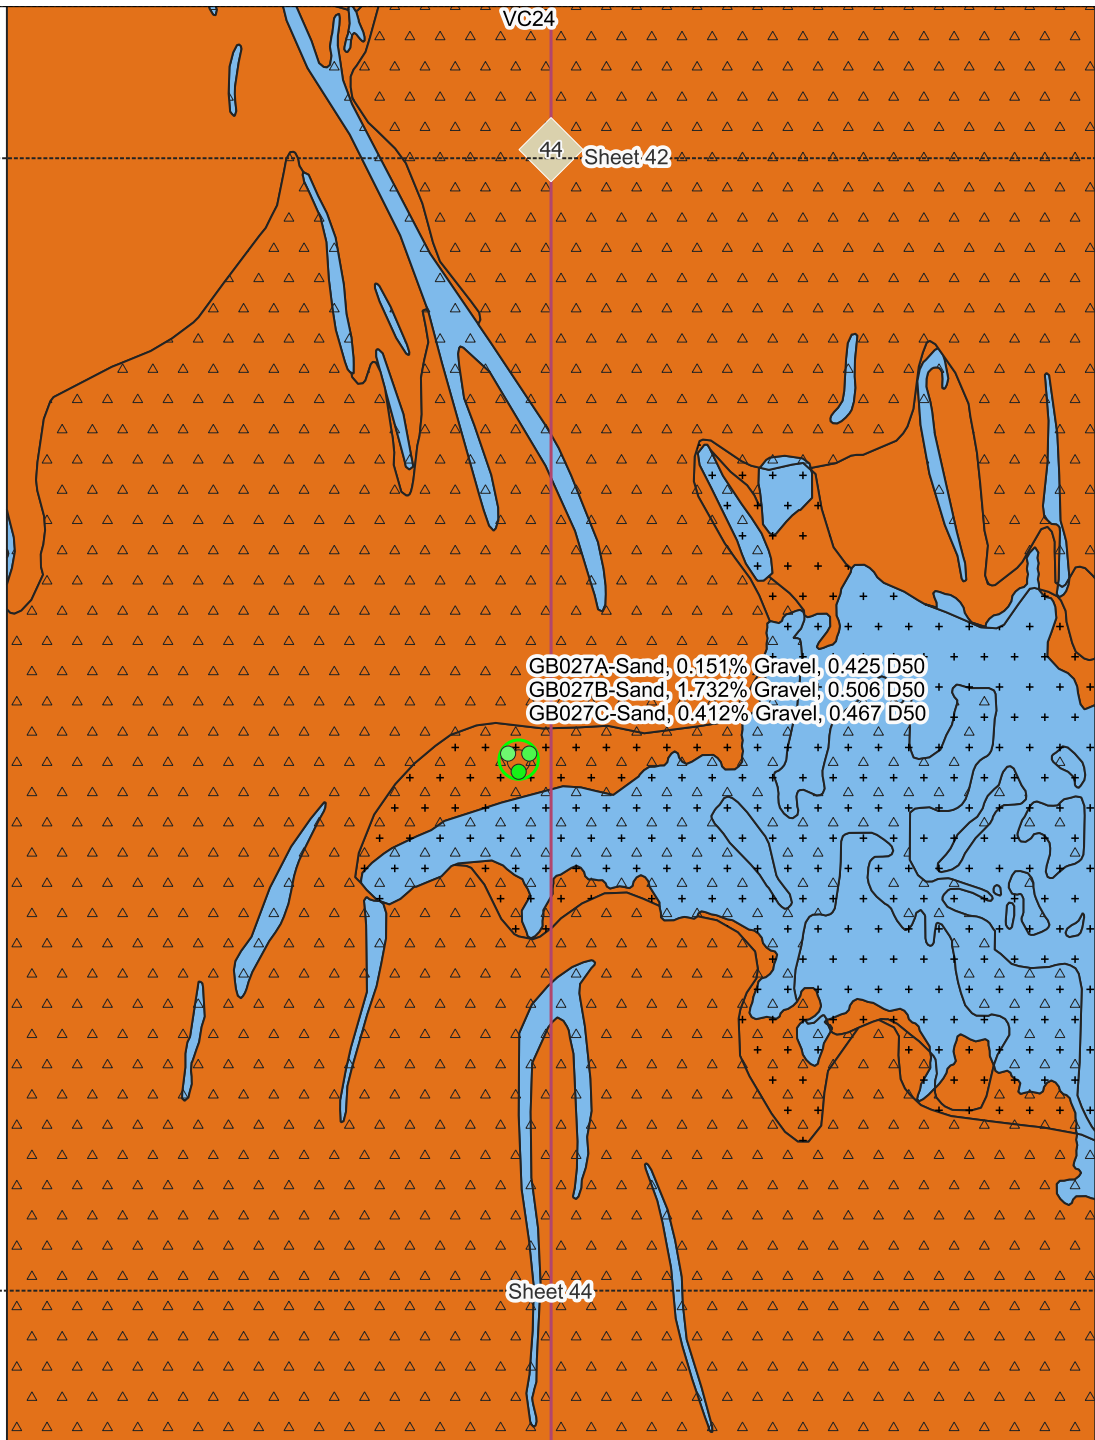 VC24
44
Sheet 42
GB027A-Sand, 0.151% Gravel, 0.425 D50
GB027B-Sand, 1.732% Gravel, 0.506 D50
GB027C-Sand, 0.412% Gravel, 0.467 D50
Sheet 44